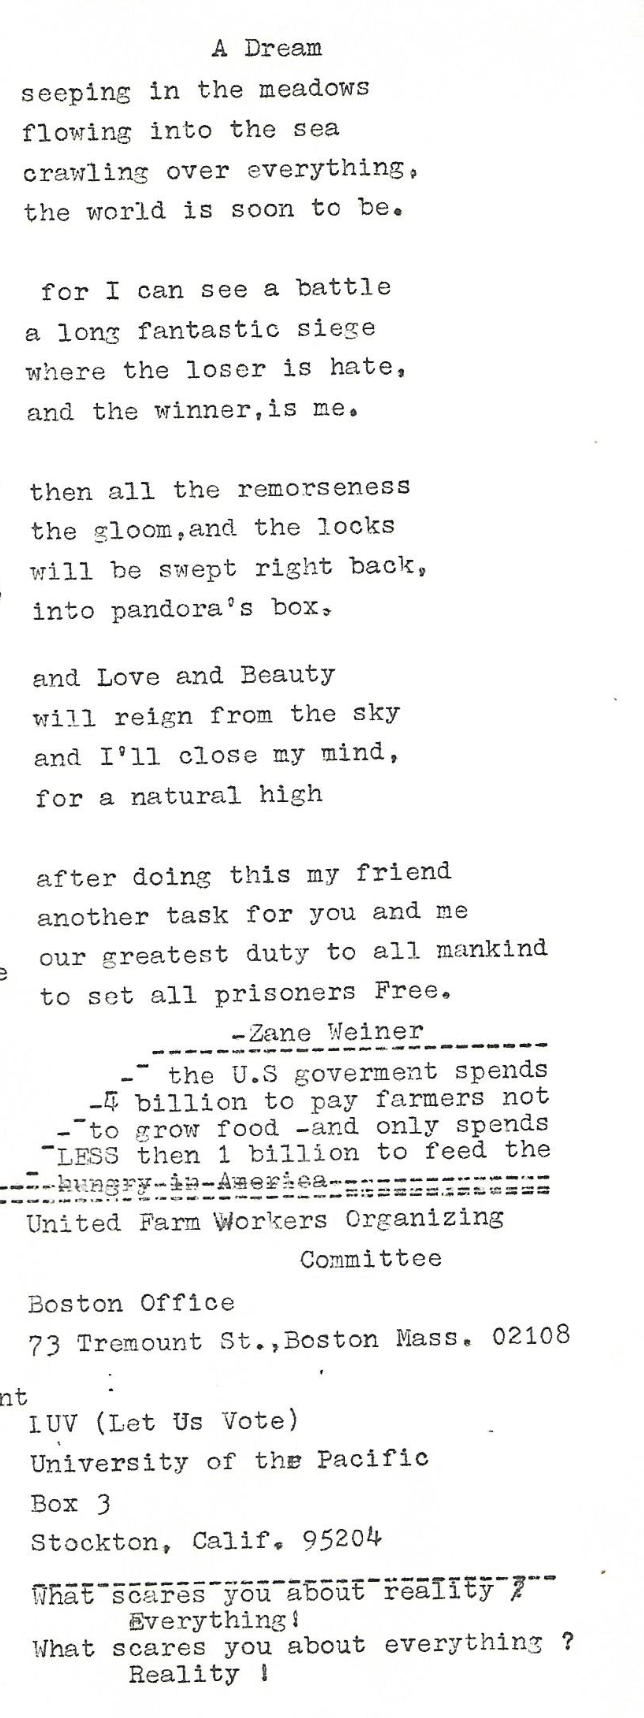 A Dream
seeping in the meadows
flowing into the sea
crawling over everything,
the world is soon to be.
for I can see a battle
a long fantastic siege
where the loser is hate,
and the winner,is me.
then all the remorseness
the gloom,and the locks
will be swept right back,
into pandora's box.
and Love and Beauty
will reign from the sky
and I'll close my mind,
for a natural high
after doing this my friend
another task for you and me
our greatest duty to all mankind
to set all prisoners Free.
-Zane Weiner
the U.S goverment spends
4 billion to pay farmers not
to grow food -and only spends
LESS then 1 billion to feed the
hungry-in-America
United Farm Workers Organizing
Committee
Boston Office
73 Tremount St.,Boston Mass. 02108
nt
LUV (Let Us Vote)
University of the Pacific
Box 3
Stockton, Calif. 95204
What scares you about reality ?
Everything!
What scares you about everything ?
Reality !